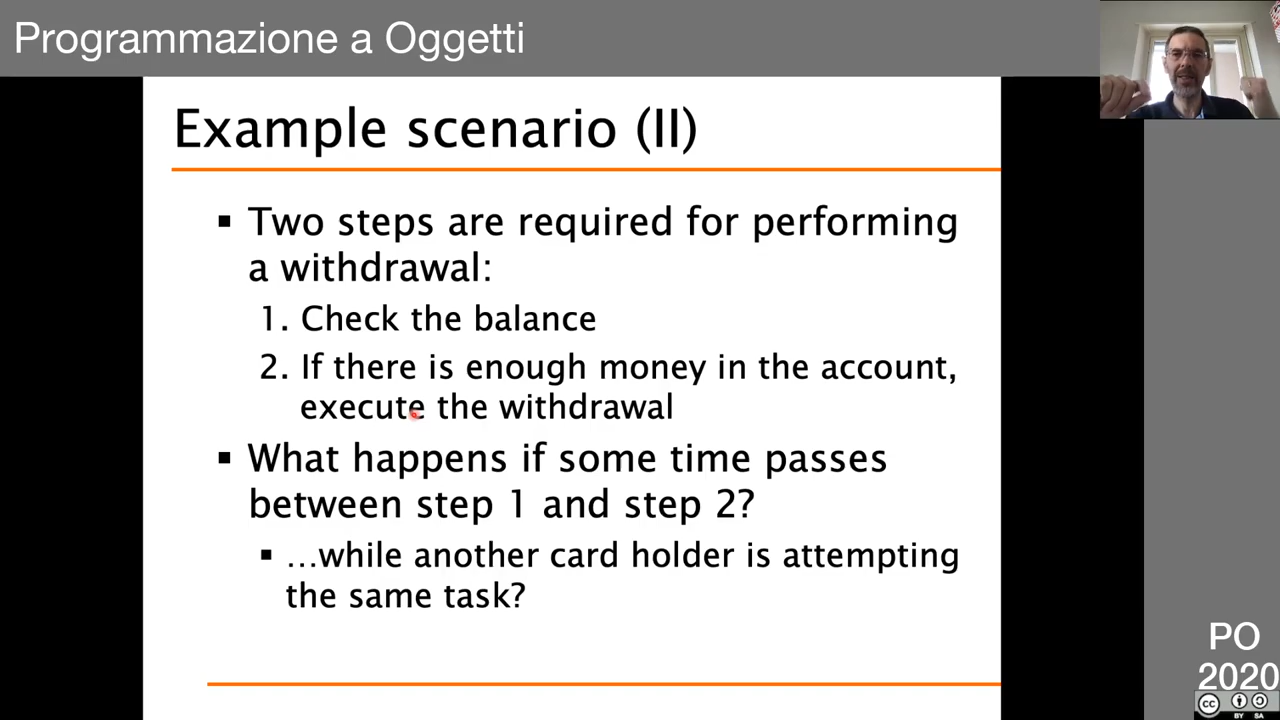 Programmazione a Oggetti
Example scenario (II)
▪ Two steps are required for performing
a withdrawal:
1. Check the balance
2. If there is enough money in the account,
execute the withdrawal
▪ What happens if some time passes
between step 1 and step 2?
▪ …while another card holder is attempting
the same task?
PO
2020
cc
BY SA